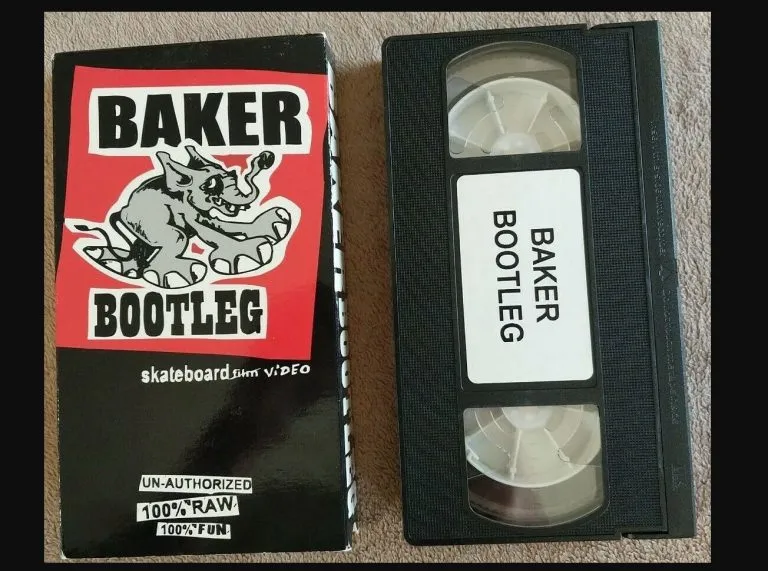 BAKER
BOOTLEG
skateboard film ViDEO
UN-AUTHORIZED
100% RAW
100% FUN
BAKER
BOOTLEG